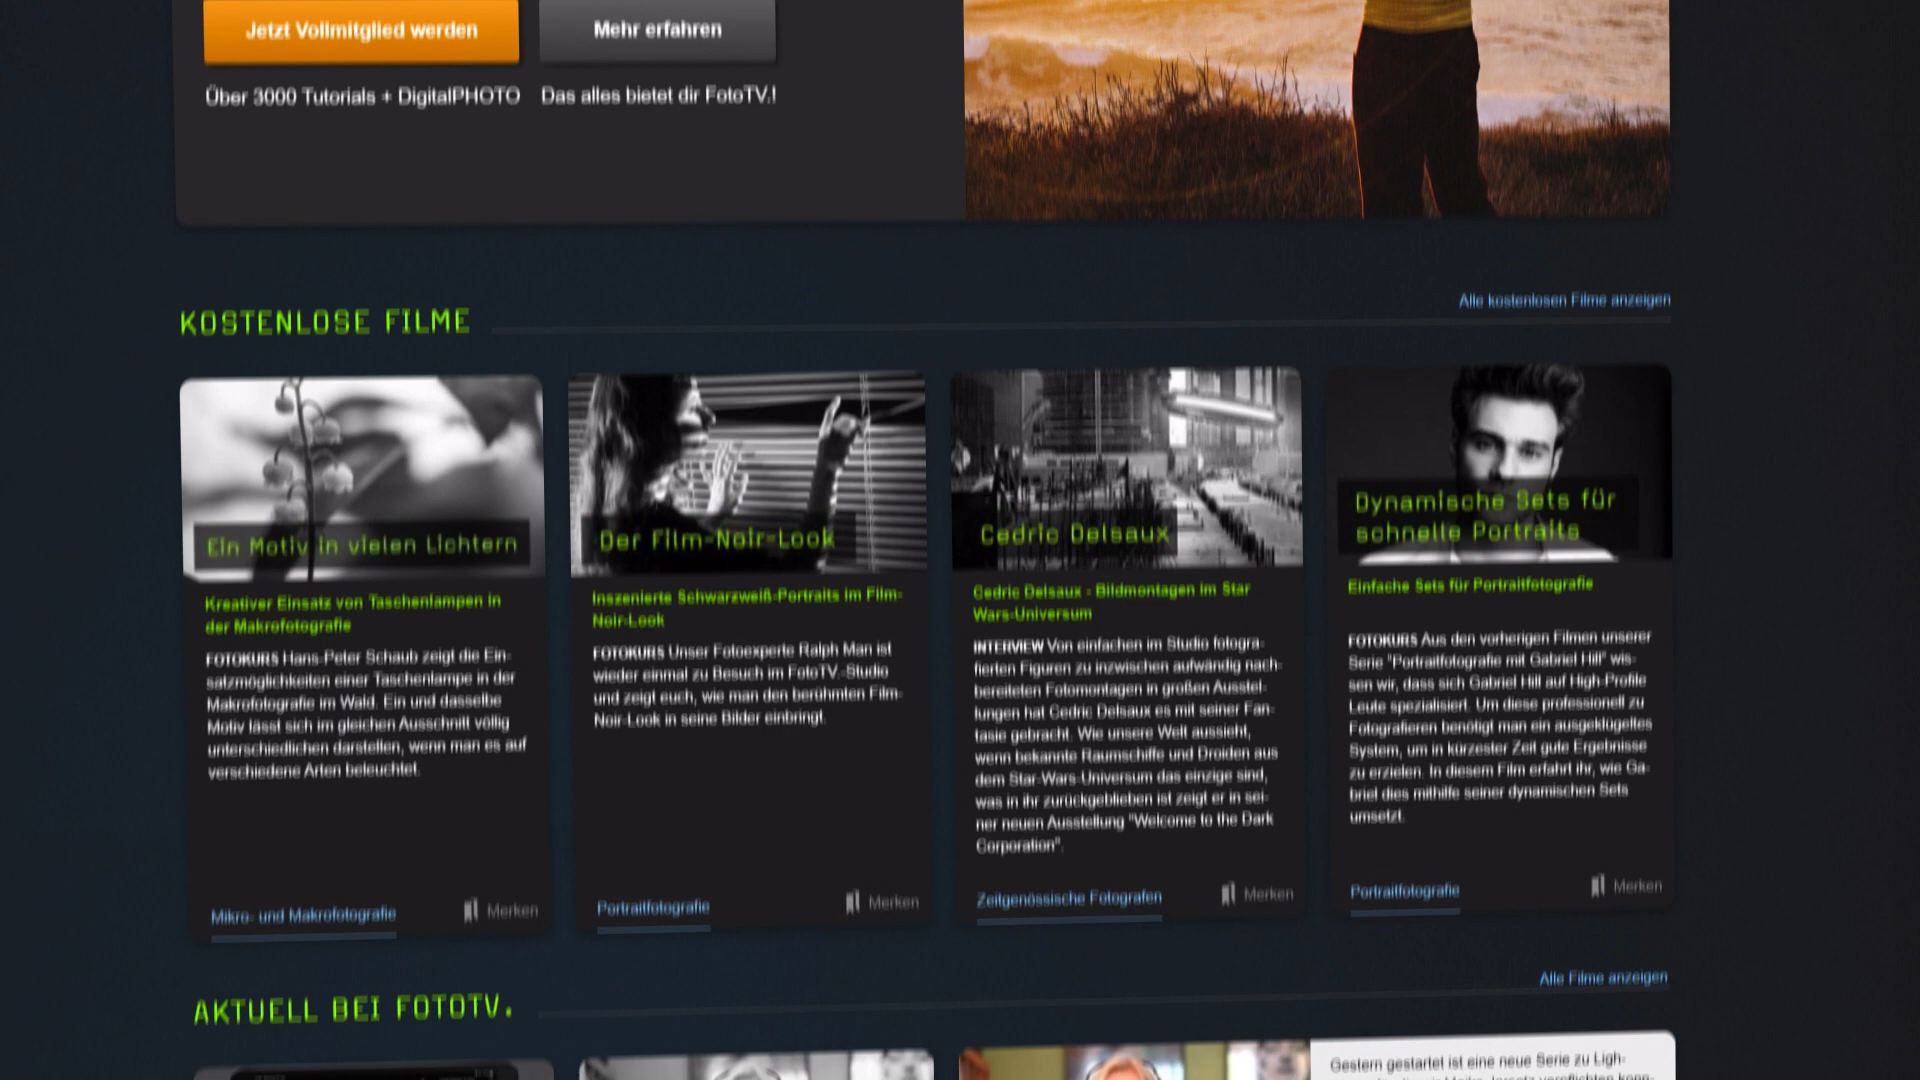 Jetzt Vollmitglied werden
Mehr erfahren
Über 3000 Tutorials + DigitalPHOTO
Das alles bietet dir FotoTV.!
KOSTENLOSE FILME
Alle kostenlosen Filme anzeigen
Ein Motiv in vielen Lichtern
Kreativer Einsatz von Taschenlampen in
der Makrofotografie
FOTOKURS Hans-Peter Schaub zeigt die Ein-
satzmöglichkeiten einer Taschenlampe in der
Makrofotografie im Wald. Ein und dasselbe
Motiv lässt sich im gleichen Ausschnitt völlig
unterschiedlichen darstellen, wenn man es auf
verschiedene Arten beleuchtet.
Mikro- und Makrofotografie
Merken
Der Film-Noir-Look
Inszenierte Schwarzweiß-Portraits im Film-
Noir-Look
FOTOKURS Unser Fotoexperte Ralph Man ist
wieder einmal zu Besuch im FotoTV.-Studio
und zeigt euch, wie man den berühmten Film-
Noir-Look in seine Bilder einbringt.
Portraitfotografie
Merken
Cedric Delsaux
Cedric Delsaux - Bildmontagen im Star
Wars-Universum
INTERVIEW Von einfachen im Studio fotogra-
fierten Figuren zu inzwischen aufwändig nach-
bereiteten Fotomontagen in großen Ausstel-
lungen hat Cedric Delsaux es mit seiner Fan-
tasie gebracht. Wie unsere Welt aussieht,
wenn bekannte Raumschiffe und Droiden aus
dem Star-Wars-Universum das einzige sind,
was in ihr zurückgeblieben ist zeigt er in sei-
ner neuen Ausstellung "Welcome to the Dark
Corporation".
Zeitgenössische Fotografen
Merken
Dynamische Sets für
schnelle Portraits
Einfache Sets für Portraitfotografie
FOTOKURS Aus den vorherigen Filmen unserer
Serie "Portraitfotografie mit Gabriel Hill" wis-
sen wir, dass sich Gabriel Hill auf High-Profile
Leute spezialisiert. Um diese professionell zu
Fotografieren benötigt man ein ausgeklügeltes
System, um in kürzester Zeit gute Ergebnisse
zu erzielen. In diesem Film erfahrt ihr, wie Ga-
briel dies mithilfe seiner dynamischen Sets
umsetzt.
Portraitfotografie
Merken
AKTUELL BEI FOTOTV.
Alle Filme anzeigen
Gestern gestartet ist eine neue Serie zu Ligh-